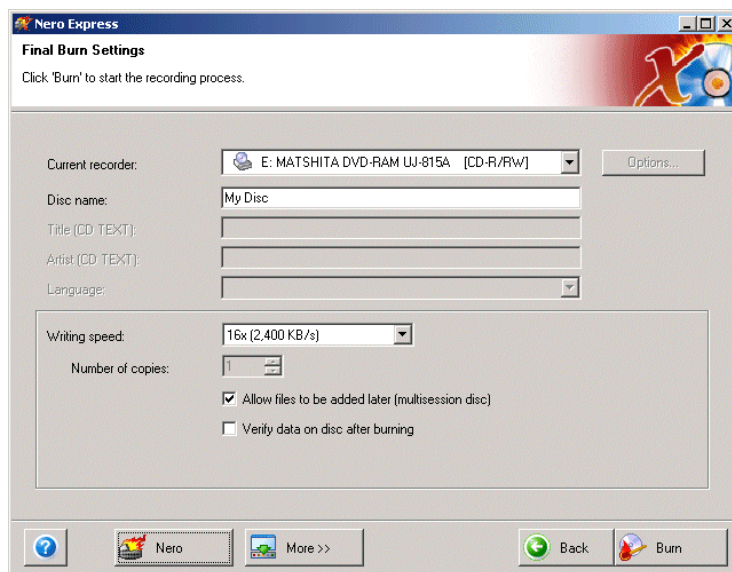 Nero Express
Final Burn Settings
Click 'Burn' to start the recording process.
Current recorder: E: MATSHITA DVD-RAM UJ-815A [CD-R/RW] Options...
Disc name: My Disc
Title (CD TEXT):
Artist (CD TEXT):
Language:
Writing speed: 16x (2,400 KB/s)
Number of copies: 1
Allow files to be added later (multisession disc)
Verify data on disc after burning
? Nero More >> Back Burn